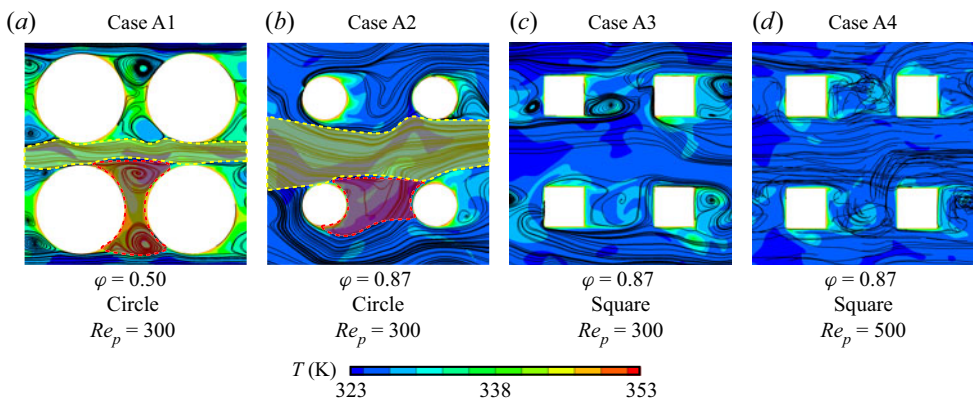 (a) Case A1
(b) Case A2
(c) Case A3
(d) Case A4
φ = 0.50
Circle
Re_p = 300
φ = 0.87
Circle
Re_p = 300
φ = 0.87
Square
Re_p = 300
φ = 0.87
Square
Re_p = 500
T (K)
323 338 353